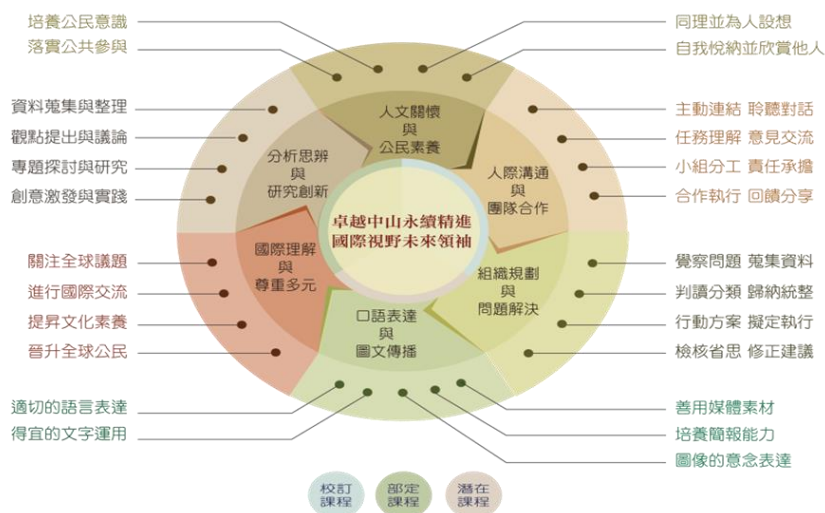 培養公民意識
落實公共參與
同理並為人設想
自我悅納並欣賞他人
資料蒐集與整理
觀點提出與議論
專題探討與研究
創意激發與實踐
主動連結 聆聽對話
任務理解 意見交流
小組分工 責任承擔
合作執行 回饋分享
人文關懷
與
公民素養
分析思辨
與
研究創新
人際溝通
與
團隊合作
卓越中山永續精進
國際視野未來領袖
國際理解
與
尊重多元
組織規劃
與
問題解決
口語表達
與
圖文傳播
關注全球議題
進行國際交流
提昇文化素養
晉升全球公民
覺察問題 蒐集資料
判讀分類 歸納統整
行動方案 擬定執行
檢核省思 修正建議
適切的語言表達
得宜的文字運用
善用媒體素材
培養簡報能力
圖像的意念表達
校訂
課程
部定
課程
潛在
課程